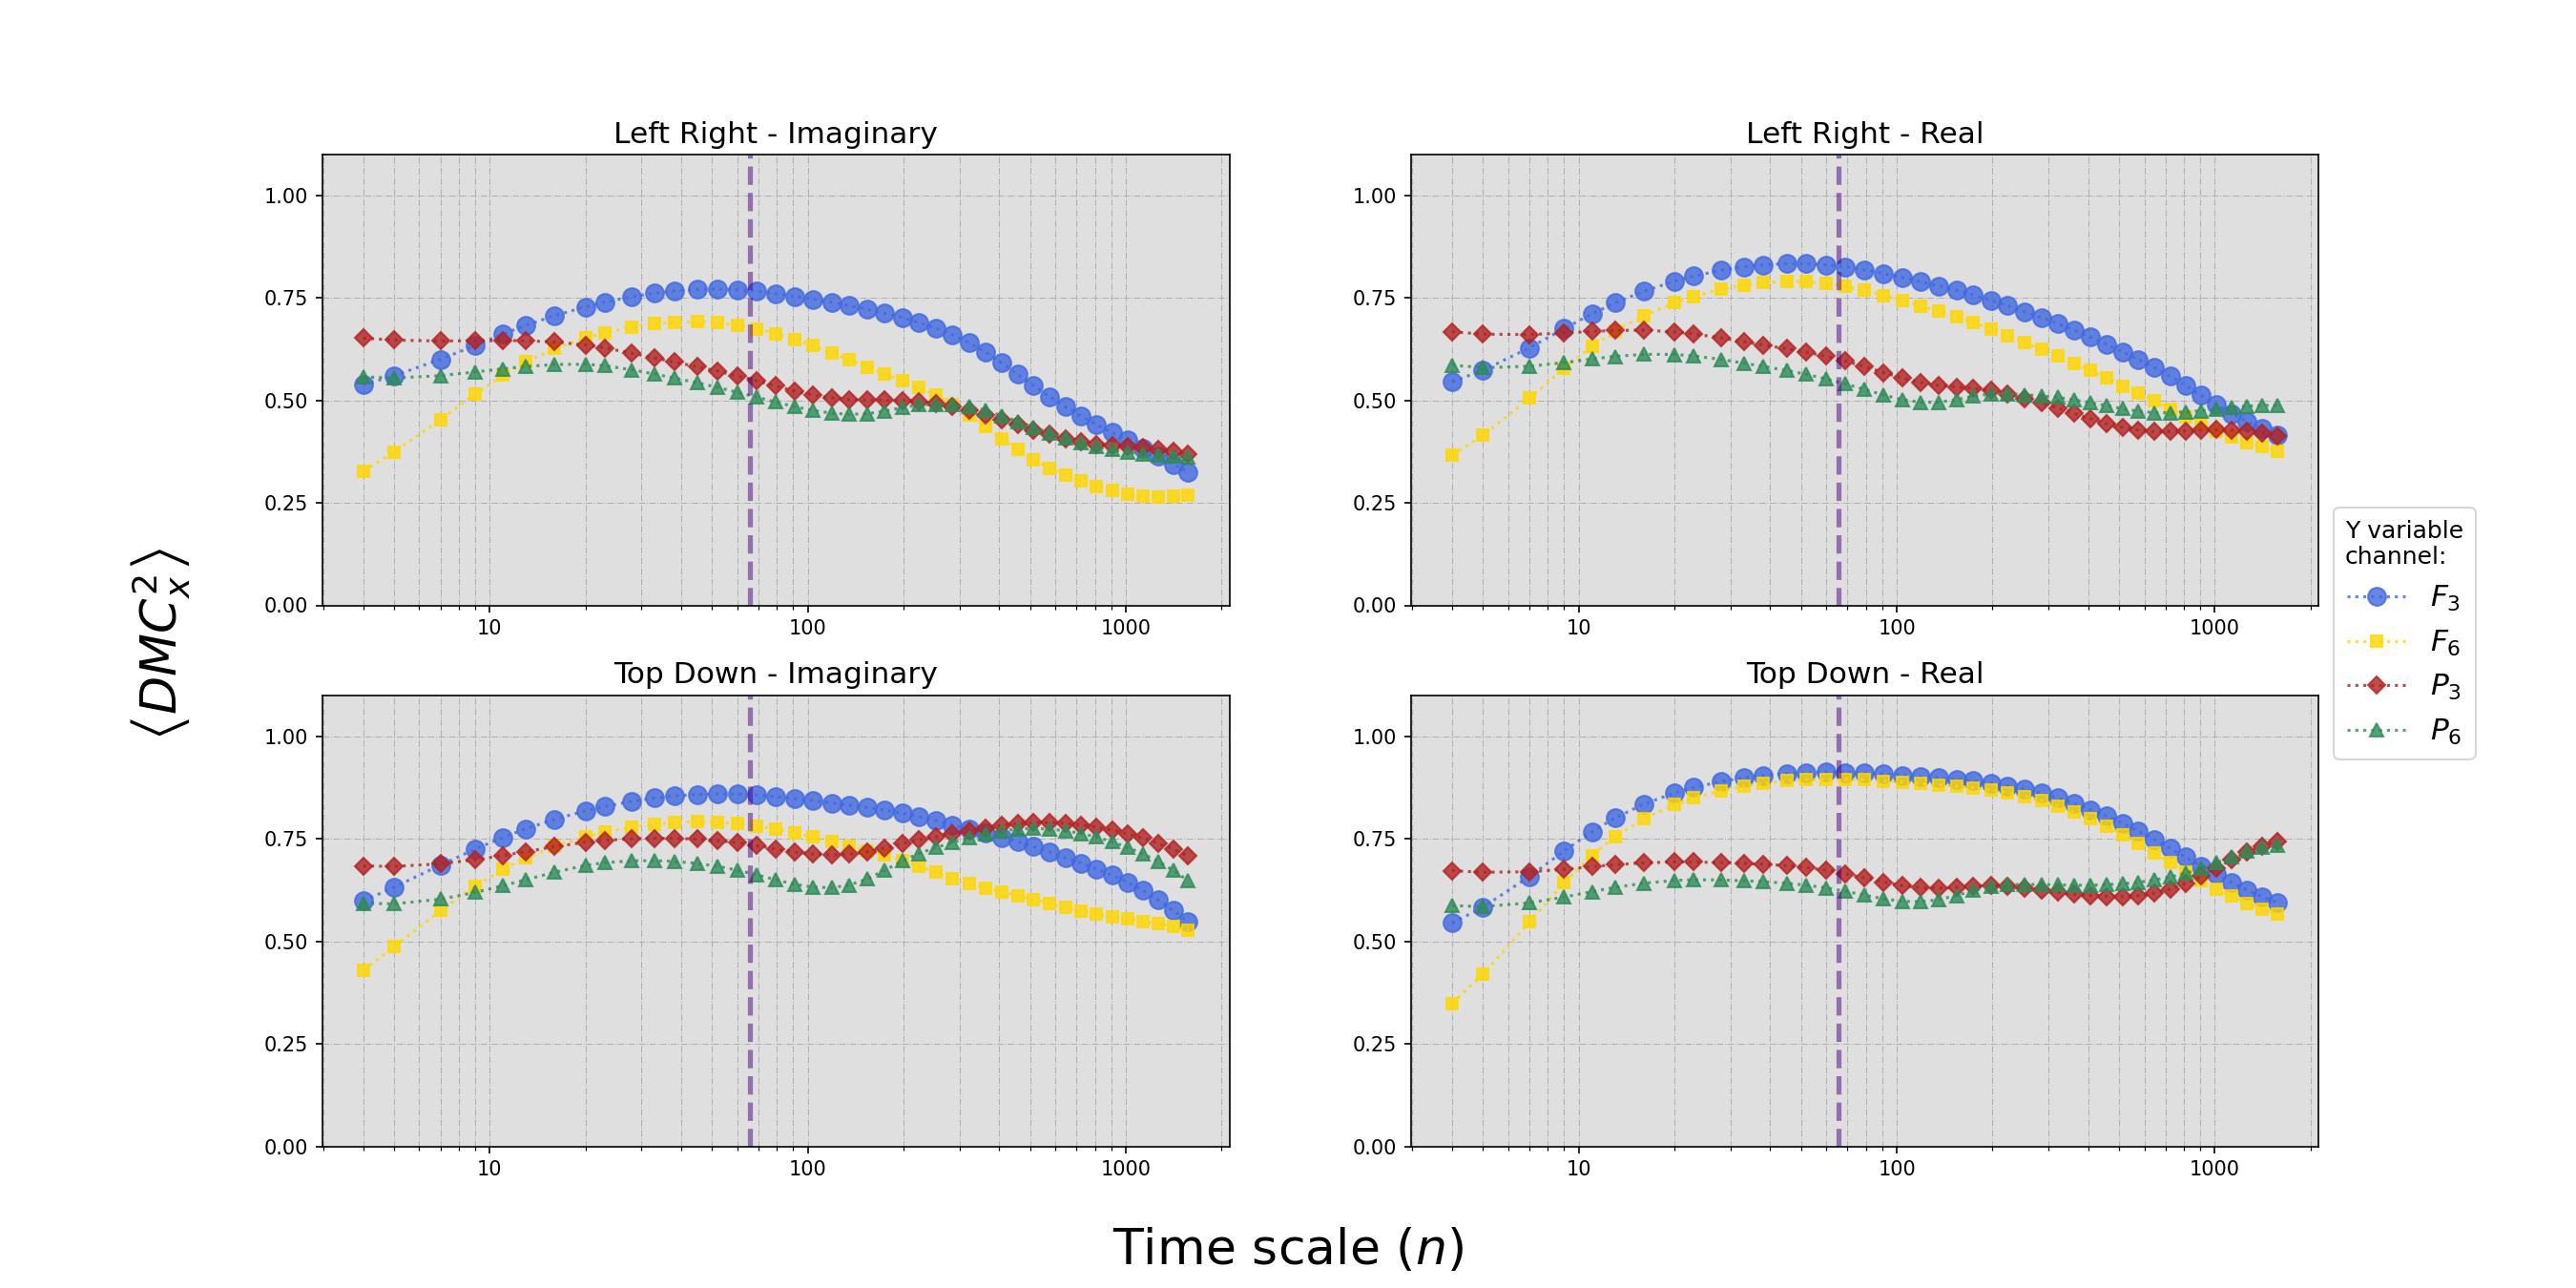 Left Right - Imaginary
1.00
0.75
0.50
0.25
0.00
10 100 1000
Left Right - Real
1.00
0.75
0.50
0.25
0.00
10 100 1000
Top Down - Imaginary
1.00
0.75
0.50
0.25
0.00
10 100 1000
Top Down - Real
1.00
0.75
0.50
0.25
0.00
10 100 1000
⟨DMC²ₓ⟩
Time scale (n)
Y variable
channel:
F₃
F₆
P₃
P₆